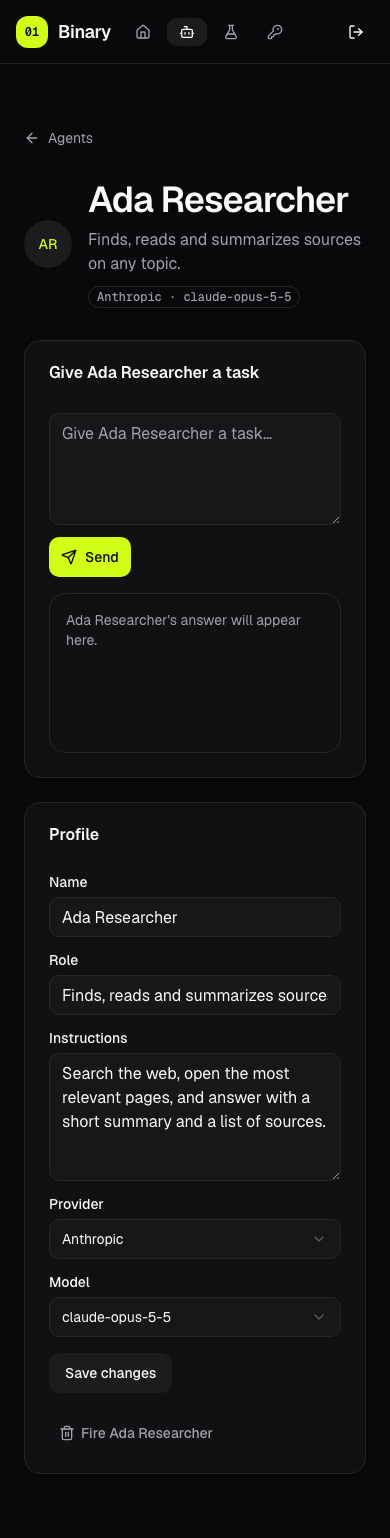 01 Binary
Agents
Ada Researcher
AR
Finds, reads and summarizes sources
on any topic.
Anthropic · claude-opus-5-5
Give Ada Researcher a task
Give Ada Researcher a task...
Send
Ada Researcher's answer will appear
here.
Profile
Name
Ada Researcher
Role
Finds, reads and summarizes source
Instructions
Search the web, open the most
relevant pages, and answer with a
short summary and a list of sources.
Provider
Anthropic
Model
claude-opus-5-5
Save changes
Fire Ada Researcher